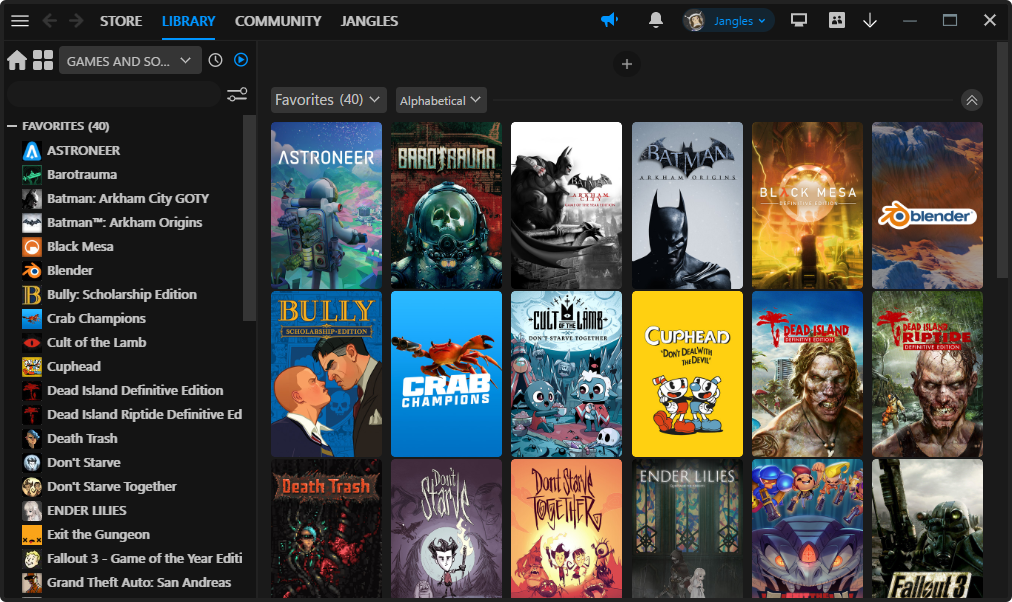 STORE LIBRARY COMMUNITY JANGLES Jangles
GAMES AND SO...
Favorites (40) Alphabetical
FAVORITES (40)
ASTRONEER
Barotrauma
Batman: Arkham City GOTY
Batman™: Arkham Origins
Black Mesa
Blender
Bully: Scholarship Edition
Crab Champions
Cult of the Lamb
Cuphead
Dead Island Definitive Edition
Dead Island Riptide Definitive Ed
Death Trash
Don't Starve
Don't Starve Together
ENDER LILIES
Exit the Gungeon
Fallout 3 - Game of the Year Editi
Grand Theft Auto: San Andreas
ASTRONEER
BAROTRAUMA
BATMAN
ARKHAM
CITY
BATMAN
ARKHAM ORIGINS
BLACK MESA
DEFINITIVE EDITION
blender
BULLY
SCHOLARSHIP·EDITION
CRAB
CHAMPIONS
CULT OF THE LAMB
DON'T STARVE TOGETHER
CUPHEAD
"DON'T DEAL WITH
THE DEVIL"
DEAD ISLAND
DEFINITIVE EDITION
DEAD ISLAND
RIPTIDE
DEFINITIVE EDITION
Death Trash
Don't
Starve
Don't Starve
TOGETHER
ENDER LILIES
Fallout 3